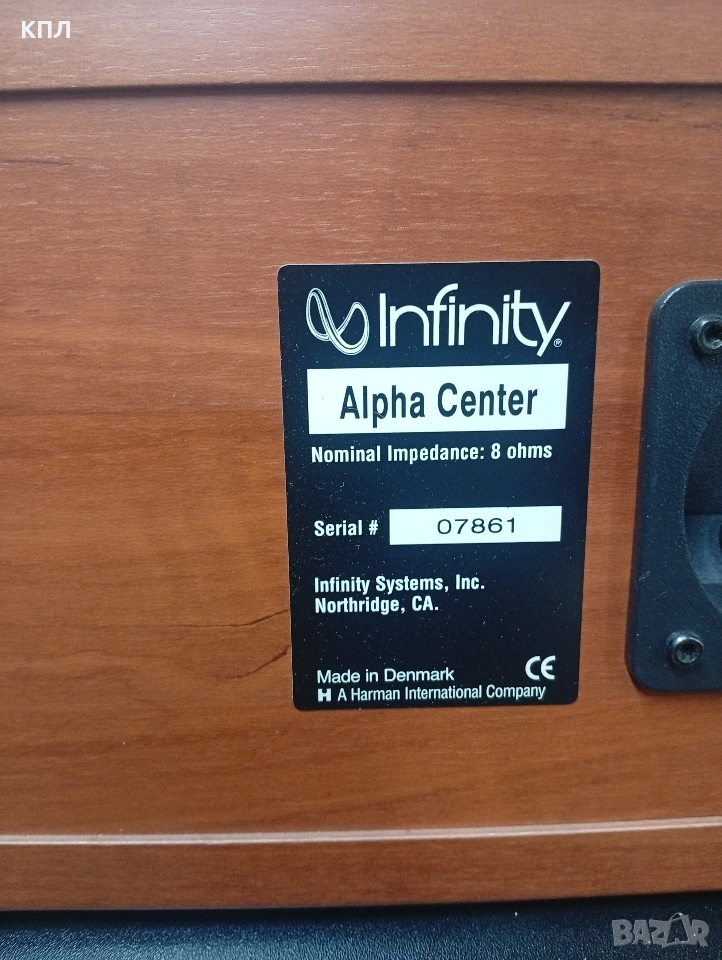 КПЛ
Infinity®
Alpha Center
Nominal Impedance: 8 ohms
Serial # 07861
Infinity Systems, Inc.
Northridge, CA.
Made in Denmark CE
H A Harman International Company
BAZAR